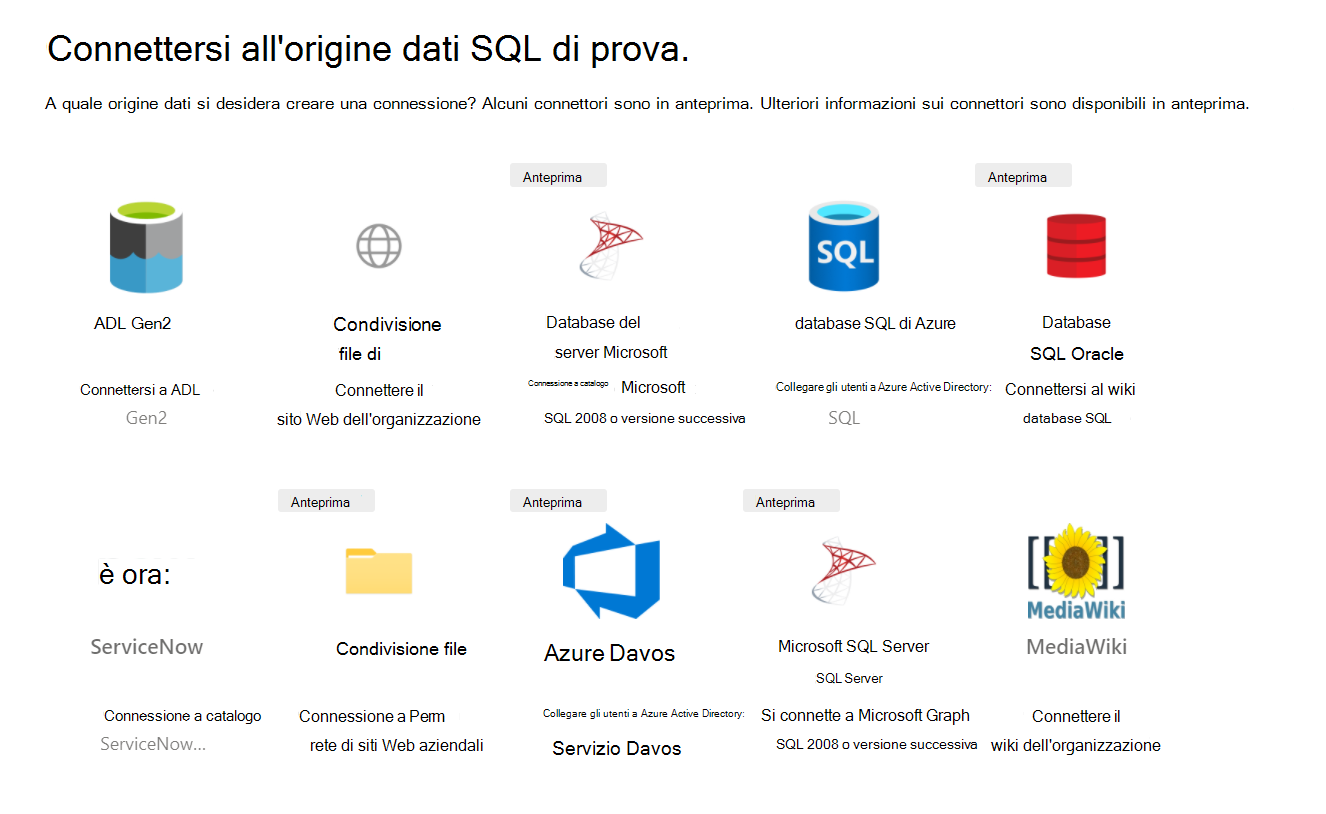 Connettersi all'origine dati SQL di prova.
A quale origine dati si desidera creare una connessione? Alcuni connettori sono in anteprima. Ulteriori informazioni sui connettori sono disponibili in anteprima.
Anteprima
Anteprima
SQL
ADL Gen2
Condivisione
file di
Database del
server Microsoft
database SQL di Azure
Database
SQL Oracle
Connettersi a ADL
Gen2
Connettere il
sito Web dell'organizzazione
Connessione a catalogo Microsoft
SQL 2008 o versione successiva
Collegare gli utenti a Azure Active Directory:
SQL
Connettersi al wiki
database SQL
Anteprima
Anteprima
Anteprima
è ora:
MediaWiki
ServiceNow
Condivisione file
Azure Davos
Microsoft SQL Server
SQL Server
MediaWiki
Connessione a catalogo
ServiceNow...
Connessione a Perm
rete di siti Web aziendali
Collegare gli utenti a Azure Active Directory:
Servizio Davos
Si connette a Microsoft Graph
SQL 2008 o versione successiva
Connettere il
wiki dell'organizzazione